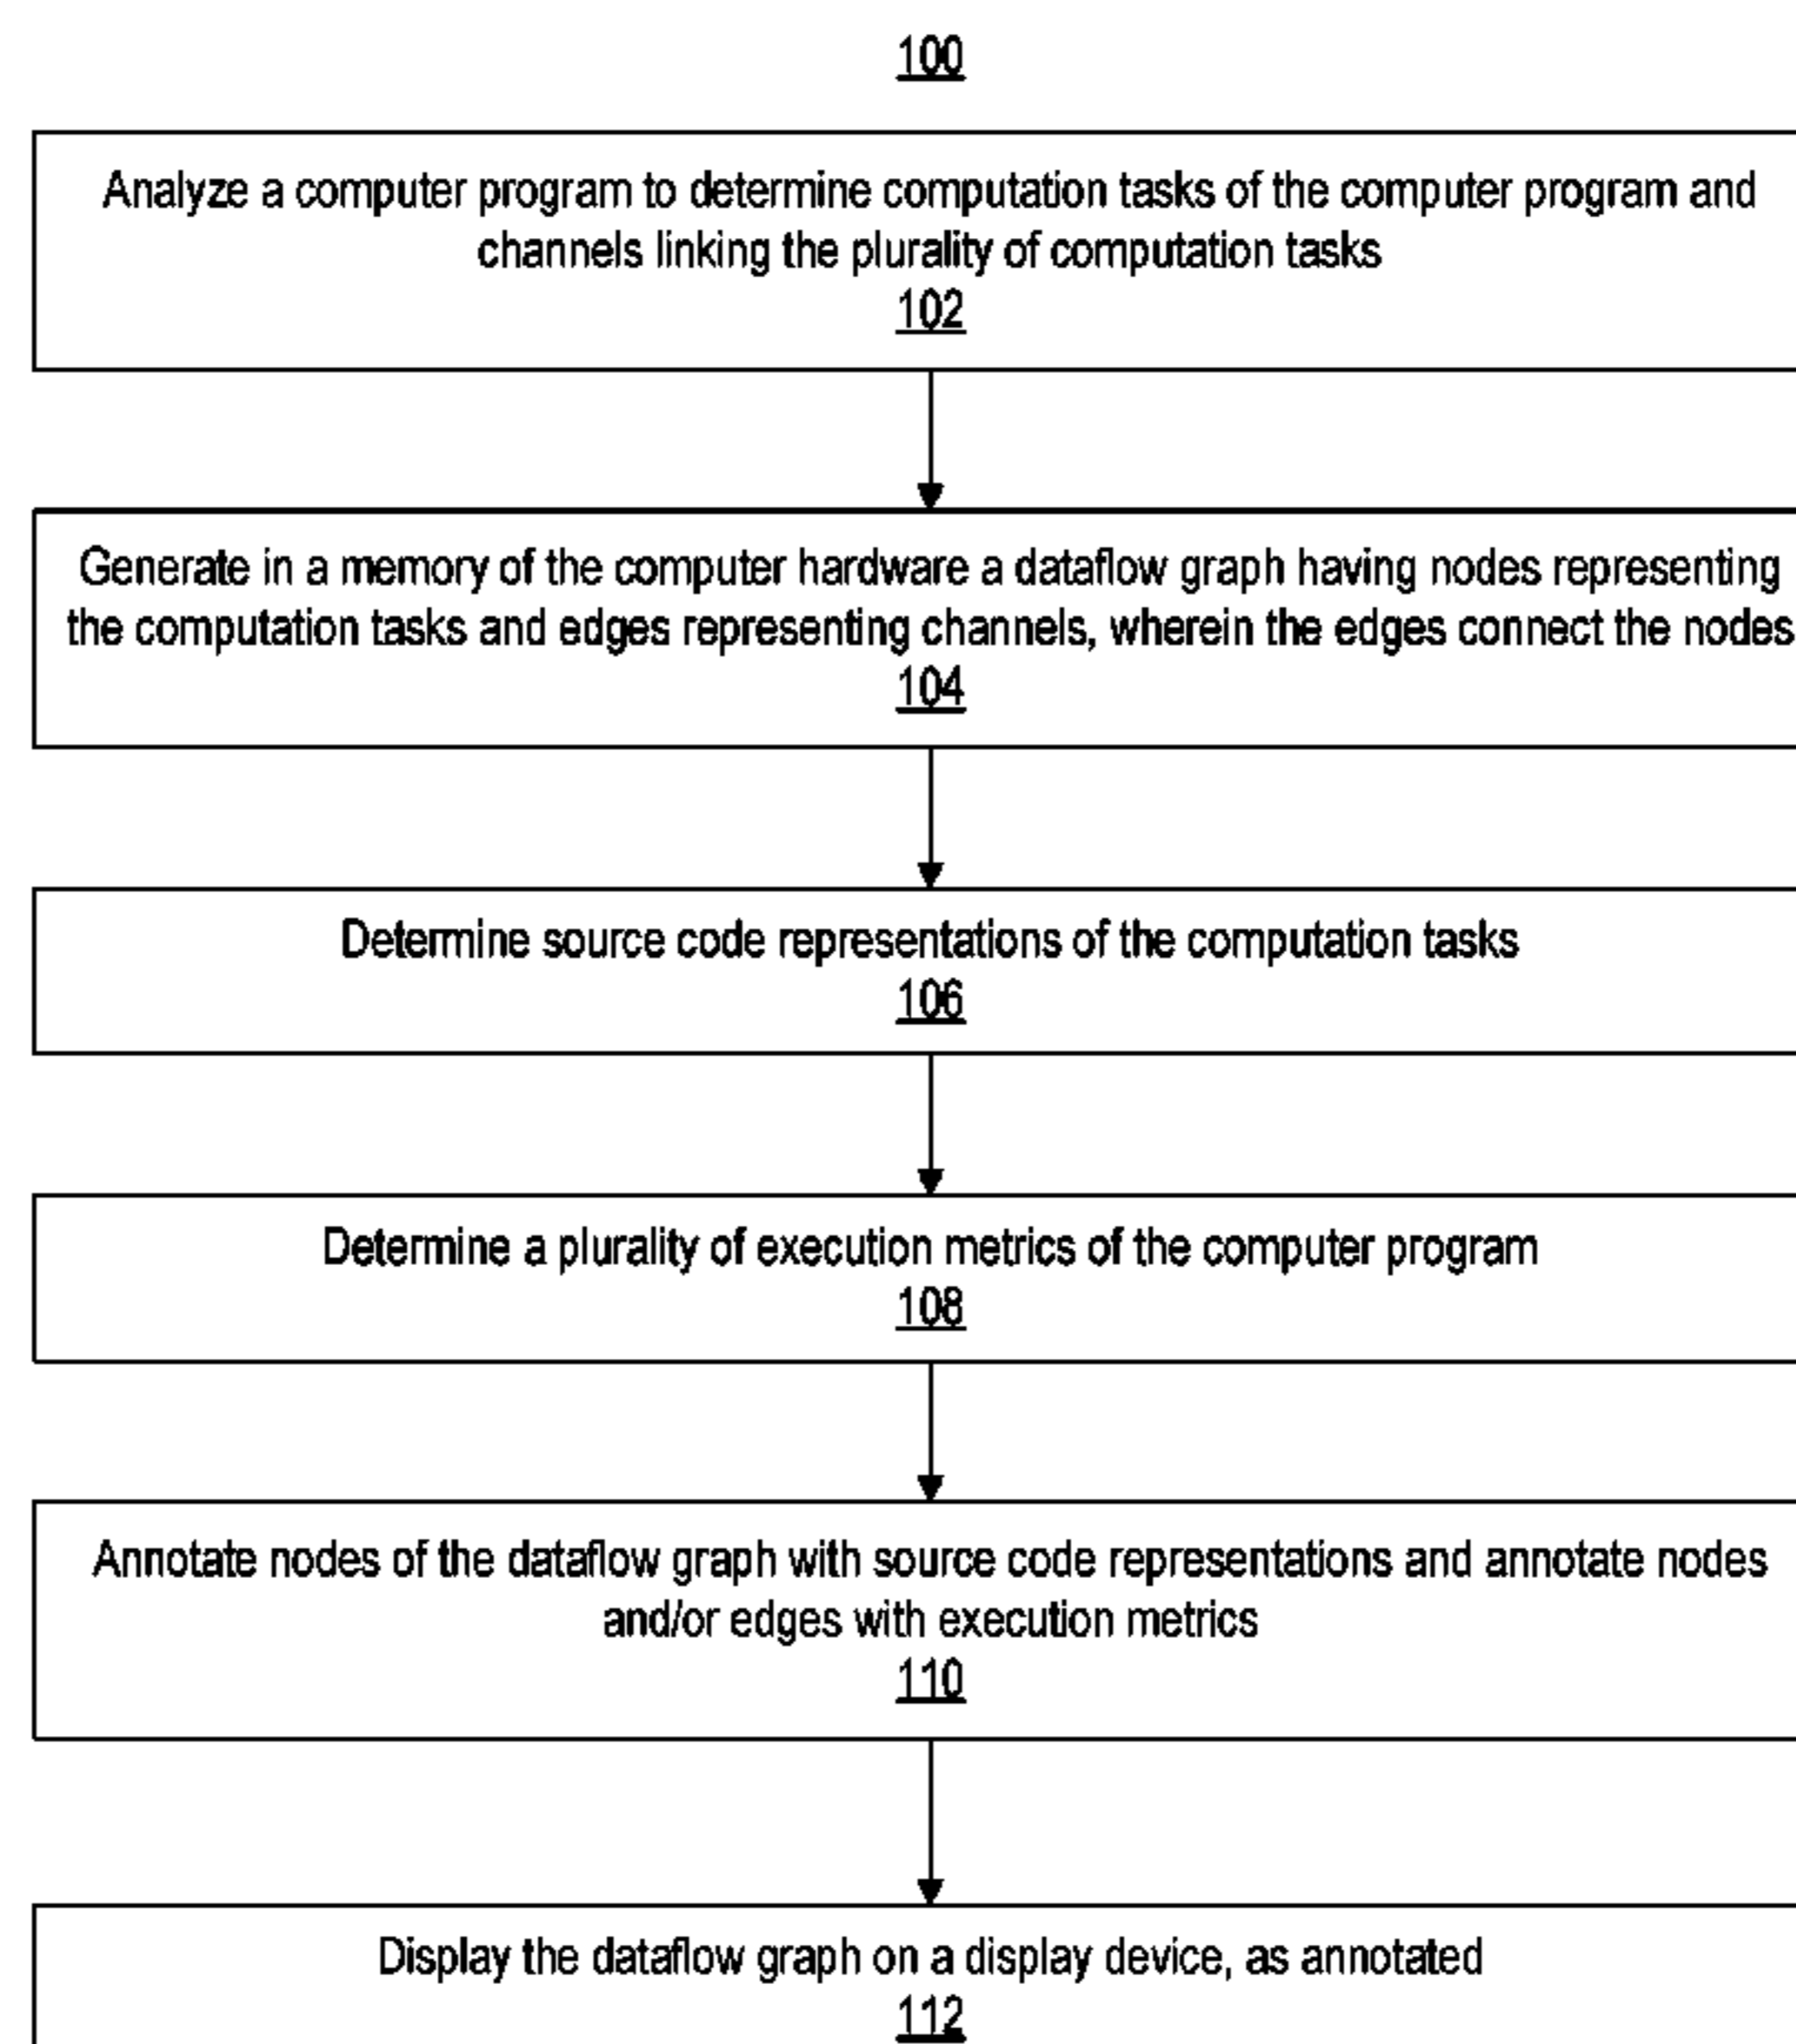 100
Analyze a computer program to determine computation tasks of the computer program and
channels linking the plurality of computation tasks
102
Generate in a memory of the computer hardware a dataflow graph having nodes representing
the computation tasks and edges representing channels, wherein the edges connect the nodes
104
Determine source code representations of the computation tasks
106
Determine a plurality of execution metrics of the computer program
108
Annotate nodes of the dataflow graph with source code representations and annotate nodes
and/or edges with execution metrics
110
Display the dataflow graph on a display device, as annotated
112